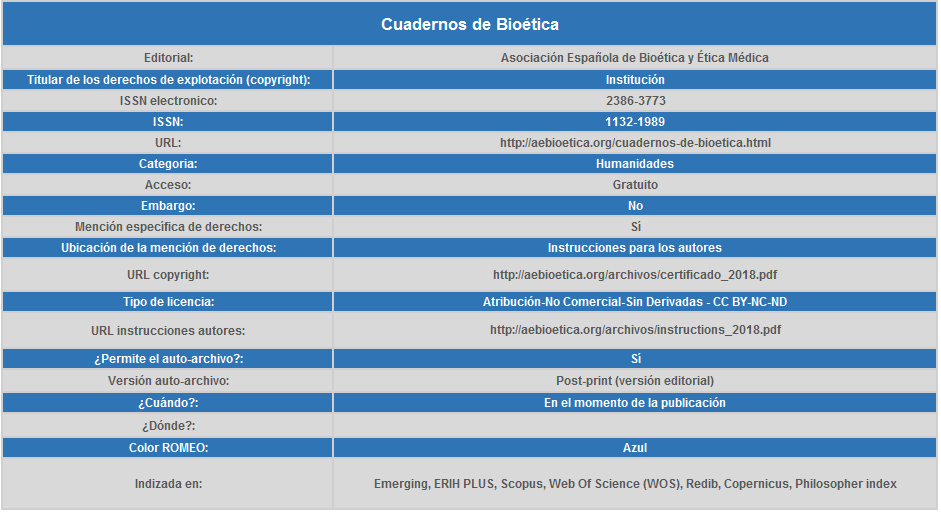 Cuadernos de Bioética
Editorial: Asociación Española de Bioética y Ética Médica
Titular de los derechos de explotación (copyright): Institución
ISSN electronico: 2386-3773
ISSN: 1132-1989
URL: http://aebioetica.org/cuadernos-de-bioetica.html
Categoria: Humanidades
Acceso: Gratuito
Embargo: No
Mención específica de derechos: Sí
Ubicación de la mención de derechos: Instrucciones para los autores
URL copyright: http://aebioetica.org/archivos/certificado_2018.pdf
Tipo de licencia: Atribución-No Comercial-Sin Derivadas - CC BY-NC-ND
URL instrucciones autores: http://aebioetica.org/archivos/instructions_2018.pdf
¿Permite el auto-archivo?: Sí
Versión auto-archivo: Post-print (versión editorial)
¿Cuándo?: En el momento de la publicación
¿Dónde?:
Color ROMEO: Azul
Indizada en: Emerging, ERIH PLUS, Scopus, Web Of Science (WOS), Redib, Copernicus, Philosopher index